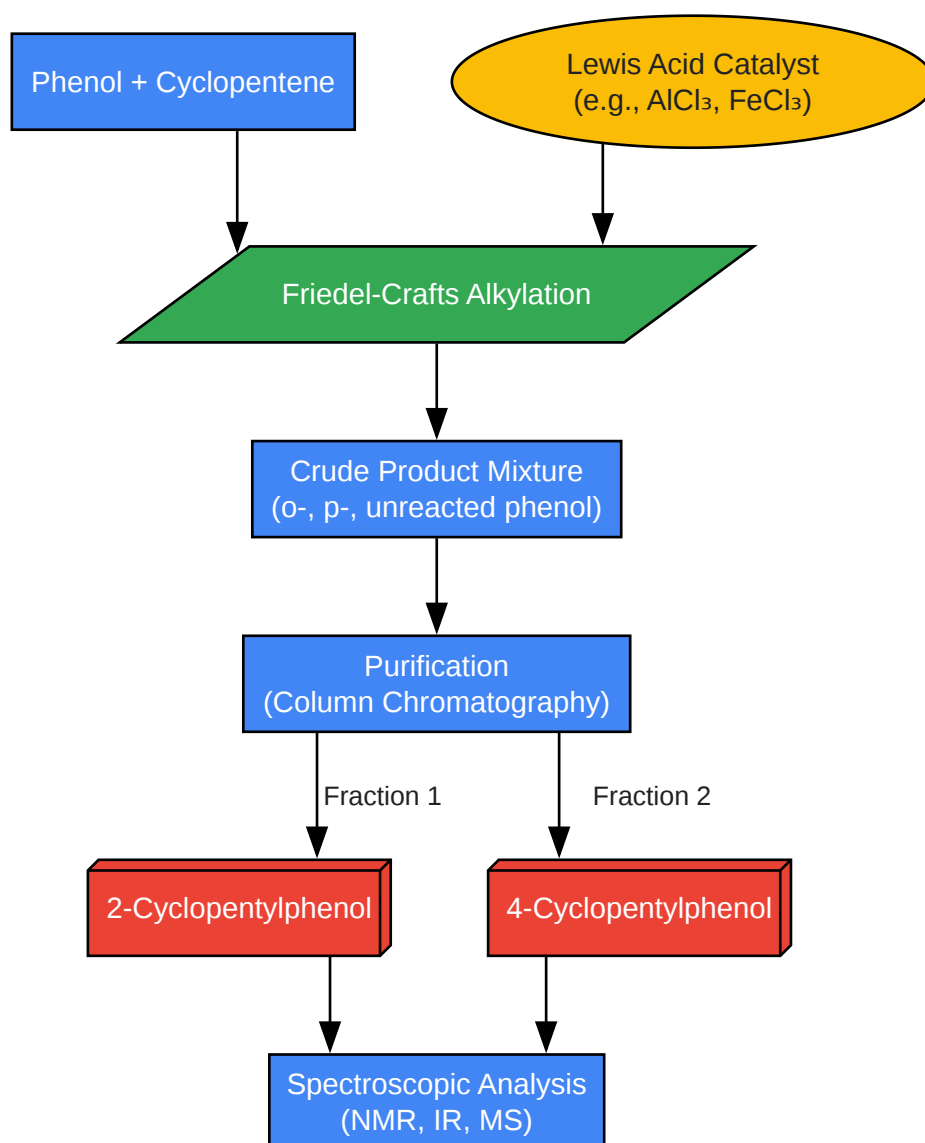 Phenol + Cyclopentene
Lewis Acid Catalyst
(e.g., AlCl₃, FeCl₃)
Friedel-Crafts Alkylation
Crude Product Mixture
(o-, p-, unreacted phenol)
Purification
(Column Chromatography)
Fraction 1
Fraction 2
2-Cyclopentylphenol
4-Cyclopentylphenol
Spectroscopic Analysis
(NMR, IR, MS)